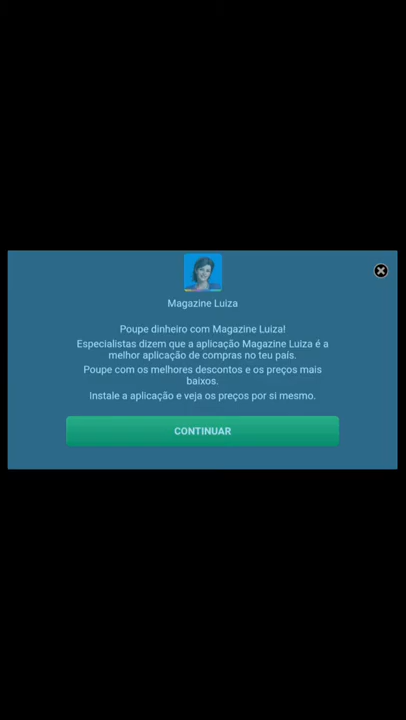 Magazine Luiza
Poupe dinheiro com Magazine Luiza!
Especialistas dizem que a aplicação Magazine Luiza é a
melhor aplicação de compras no teu país.
Poupe com os melhores descontos e os preços mais
baixos.
Instale a aplicação e veja os preços por si mesmo.
CONTINUAR